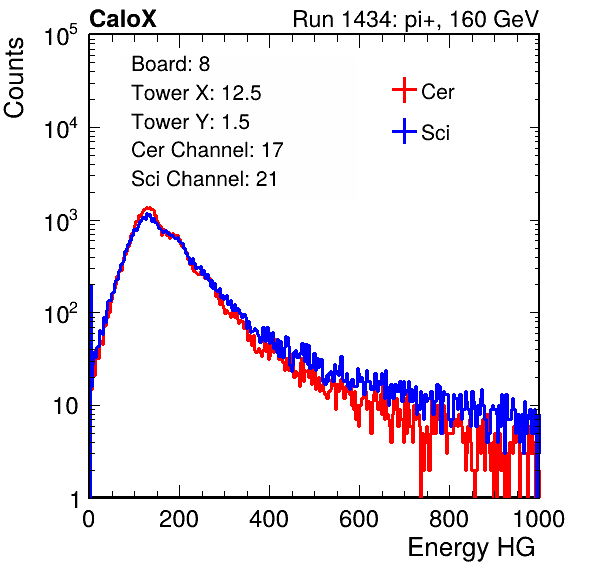 CaloX Run 1434: pi+, 160 GeV
Counts
Board: 8
Tower X: 12.5
Tower Y: 1.5
Cer Channel: 17
Sci Channel: 21
Cer
Sci
10^5
10^4
10^3
10^2
10
1
0 200 400 600 800 1000
Energy HG